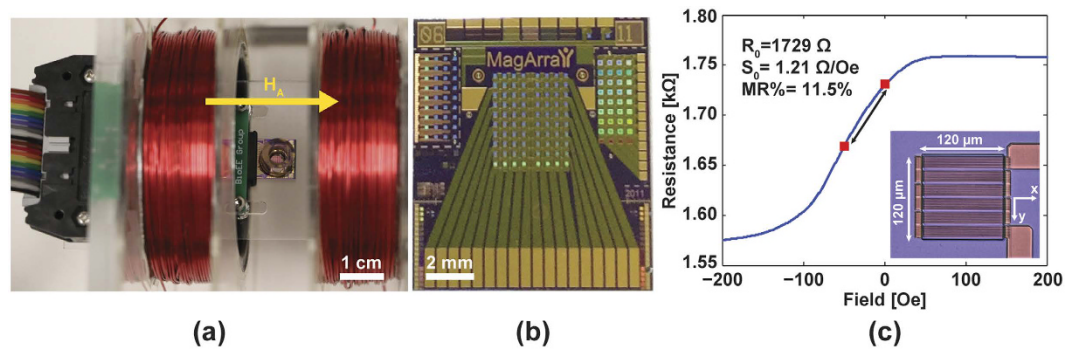 H_A
BioEE Group
1 cm
(a)
06
11
MagArray
2011
2 mm
(b)
Resistance [kΩ]
1.80
1.75
1.70
1.65
1.60
1.55
R₀=1729 Ω
S₀= 1.21 Ω/Oe
MR%= 11.5%
120 µm
120 µm
x
y
−200
−100
0
100
200
Field [Oe]
(c)